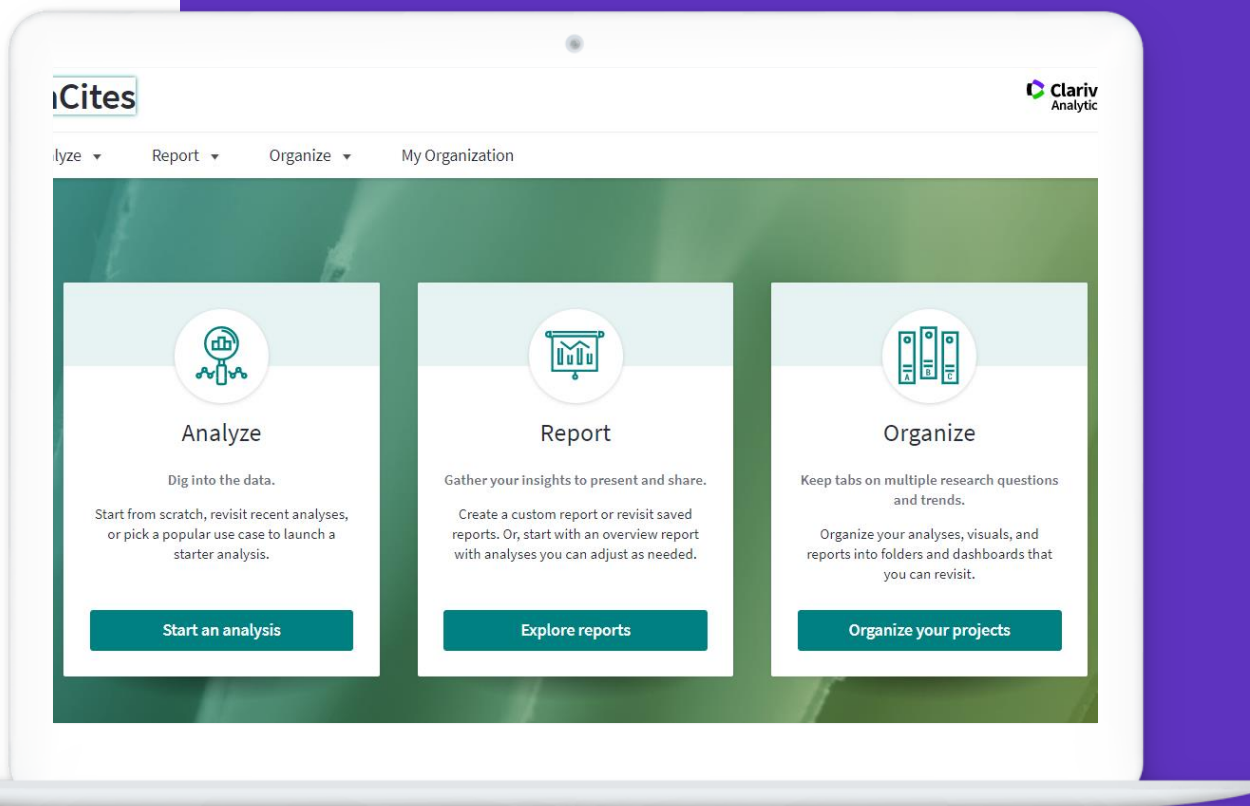 nCites
Clariv
Analytic
lyze
Report
Organize
My Organization
Analyze
Dig into the data.
Start from scratch, revisit recent analyses,
or pick a popular use case to launch a
starter analysis.
Start an analysis
Report
Gather your insights to present and share.
Create a custom report or revisit saved
reports. Or, start with an overview report
with analyses you can adjust as needed.
Explore reports
A B C
Organize
Keep tabs on multiple research questions
and trends.
Organize your analyses, visuals, and
reports into folders and dashboards that
you can revisit.
Organize your projects